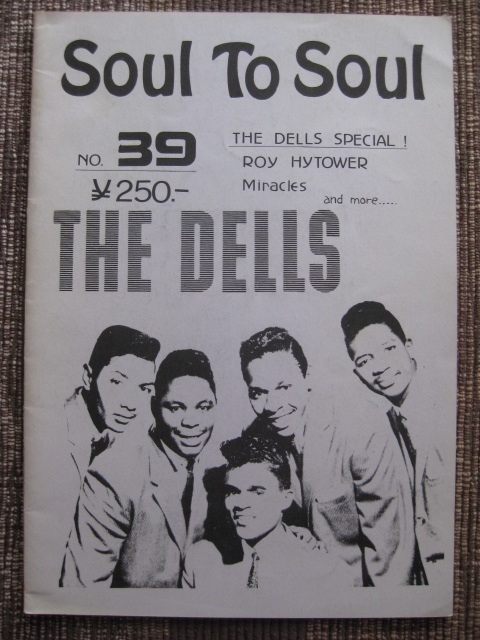 Soul To Soul
NO. 39
¥250.-
THE DELLS SPECIAL!
ROY HYTOWER
Miracles
and more.....
THE DELLS